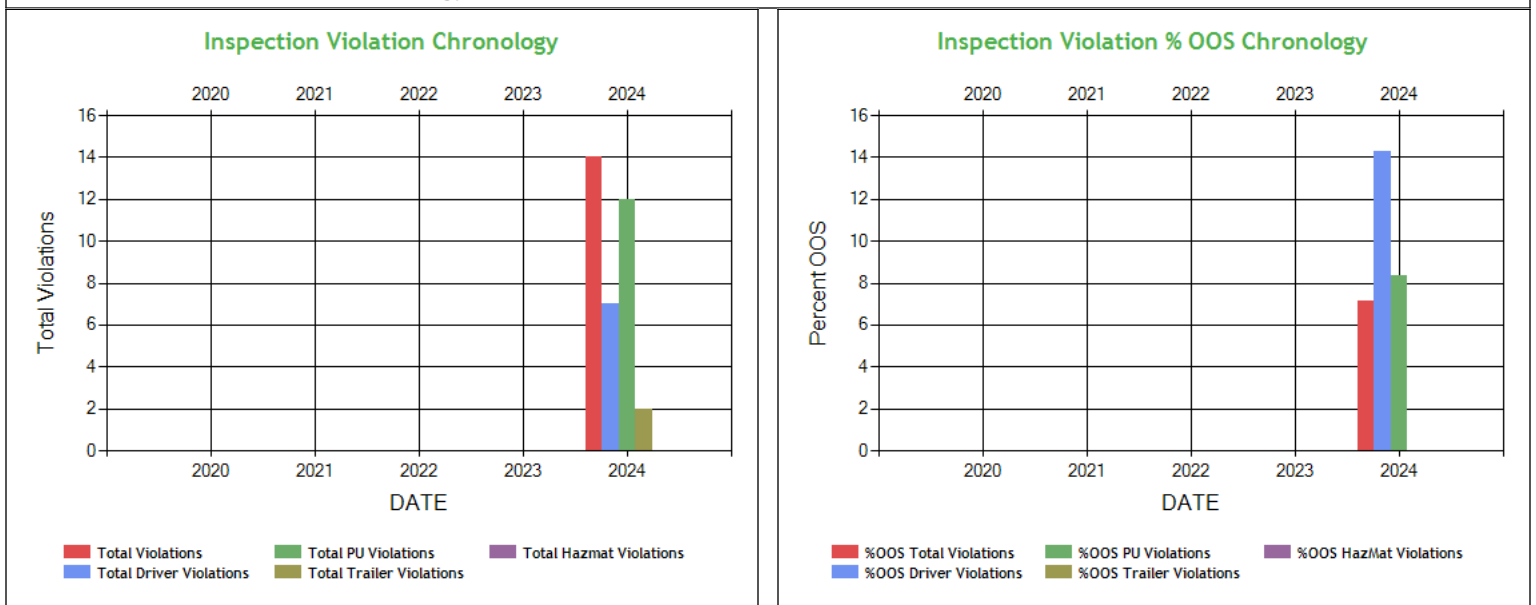 Inspection Violation Chronology
2020 2021 2022 2023 2024
16
14
12
10
8
6
4
2
0
Total Violations
2020 2021 2022 2023 2024
DATE
Total Violations Total PU Violations Total Hazmat Violations
Total Driver Violations Total Trailer Violations
Inspection Violation % OOS Chronology
2020 2021 2022 2023 2024
16
14
12
10
8
6
4
2
0
Percent OOS
2020 2021 2022 2023 2024
DATE
%OOS Total Violations %OOS PU Violations %OOS HazMat Violations
%OOS Driver Violations %OOS Trailer Violations